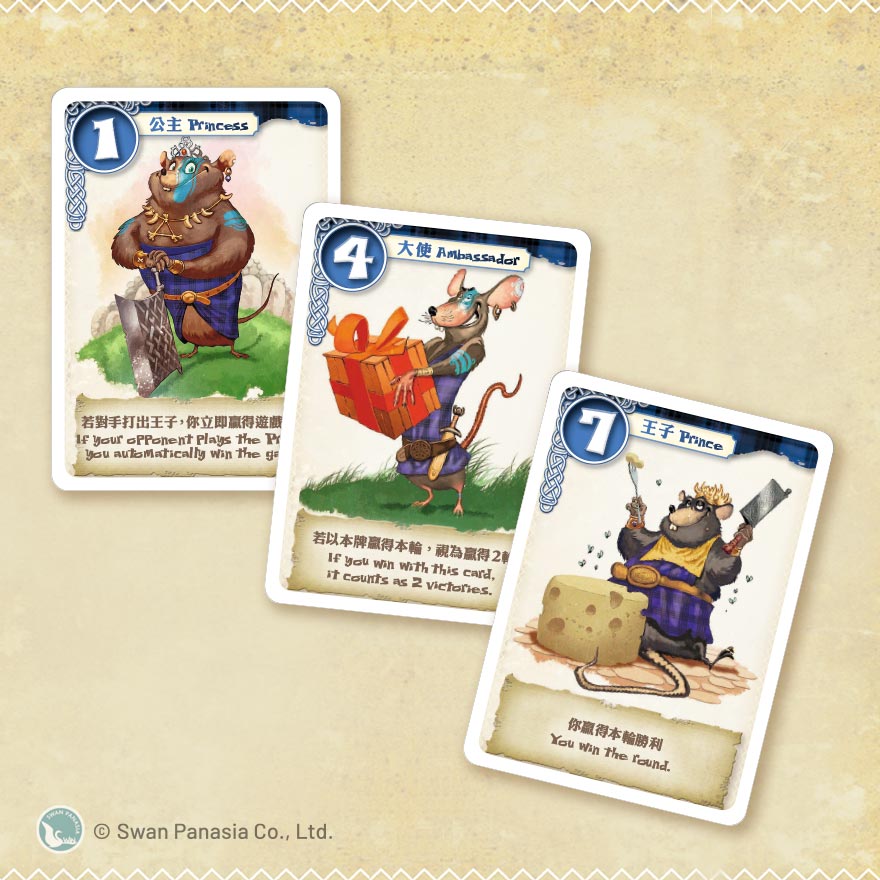 1
公主 Princess
若對手打出王子,你立即贏得遊戲
If your opponent plays the
you automatically win the
4
大使 Ambassador
若以本牌贏得本輪,視為贏得2
If you win with this card,
it counts as 2 victories.
7
王子 Prince
你贏得本輪勝利
You win the round.
SWAN PANASIA
© Swan Panasia Co., Ltd.